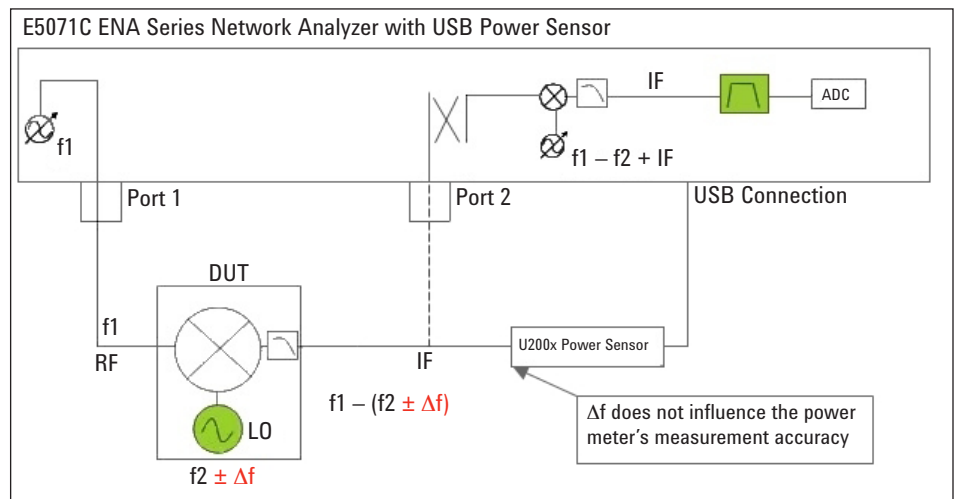 E5071C ENA Series Network Analyzer with USB Power Sensor
IF
ADC
f1
f1 – f2 + IF
Port 1
Port 2
USB Connection
DUT
f1
RF
IF
U200x Power Sensor
f1 – (f2 ± Δf)
LO
f2 ± Δf
Δf does not influence the power
meter's measurement accuracy